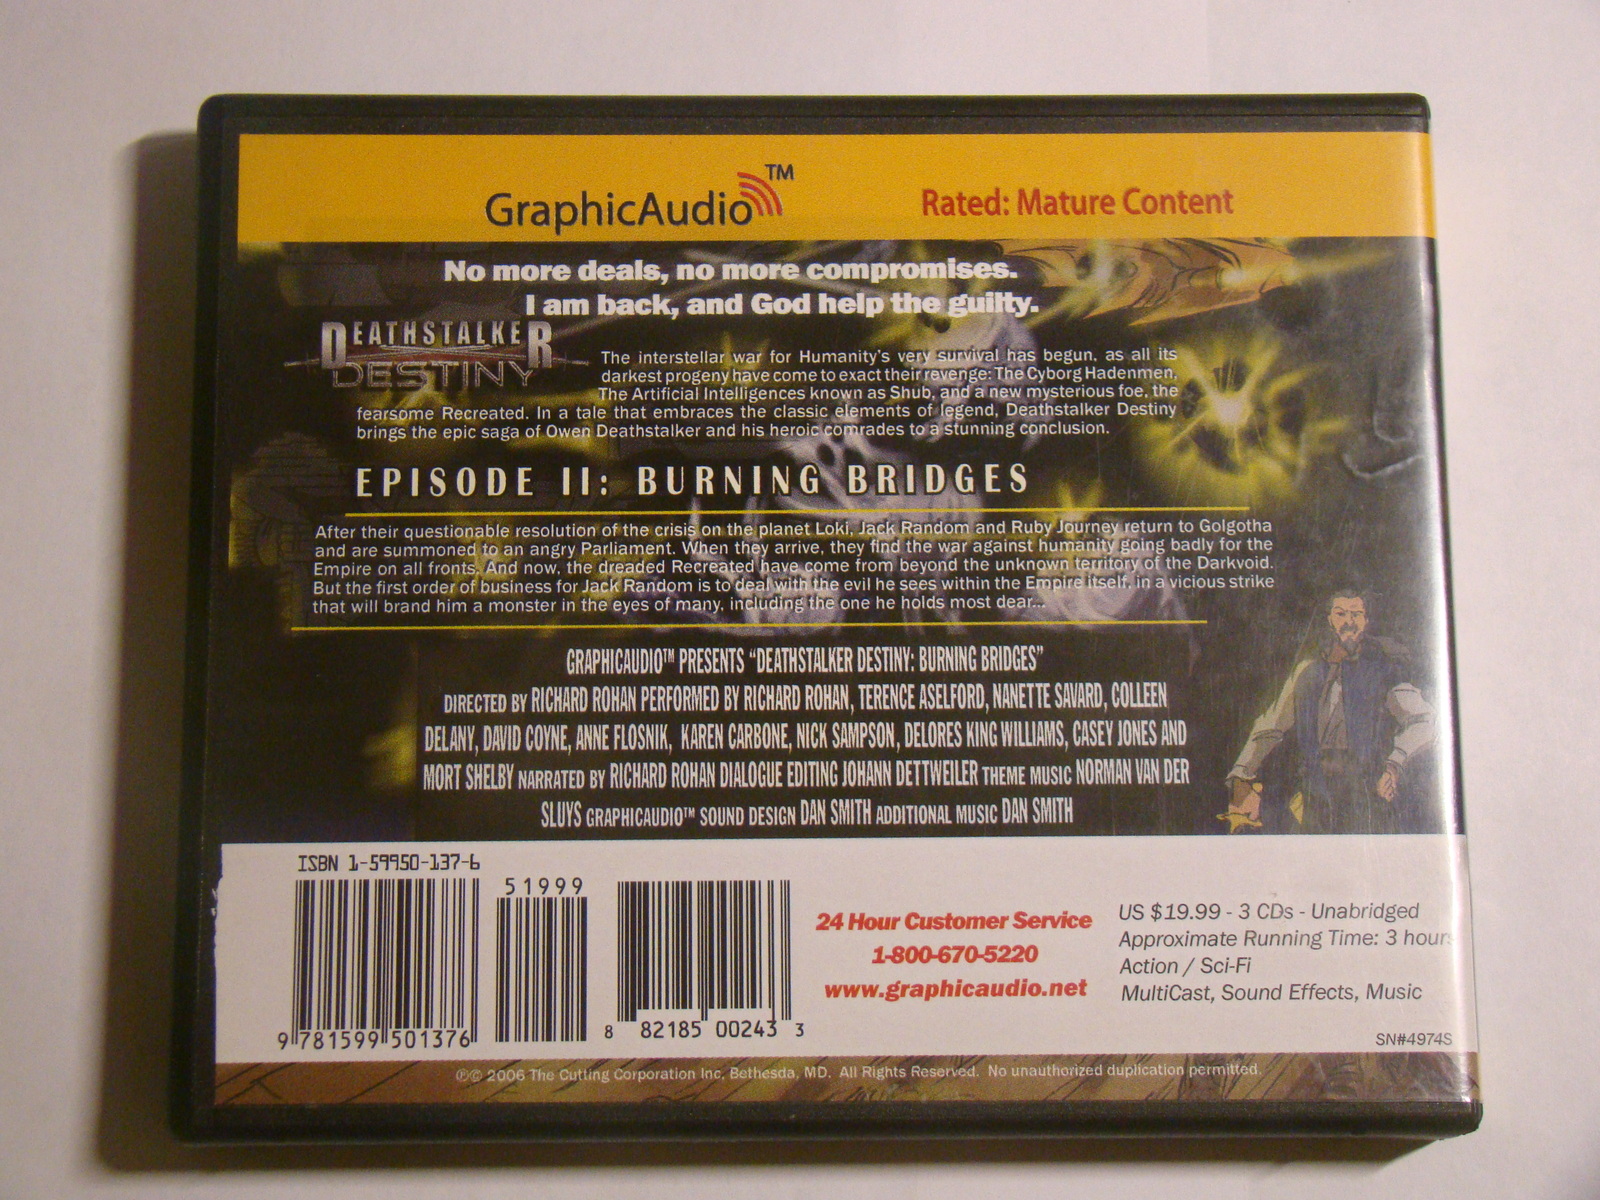 GraphicAudio™
Rated: Mature Content
No more deals, no more compromises.
I am back, and God help the guilty.
DEATHSTALKER
DESTINY
The interstellar war for Humanity's very survival has begun, as all its
darkest progeny have come to exact their revenge: The Cyborg Hadenmen,
The Artificial Intelligences known as Shub, and a new mysterious foe, the
fearsome Recreated. In a tale that embraces the classic elements of legend, Deathstalker Destiny
brings the epic saga of Owen Deathstalker and his heroic comrades to a stunning conclusion.
EPISODE II: BURNING BRIDGES
After their questionable resolution of the crisis on the planet Loki, Jack Random and Ruby Journey return to Golgotha
and are summoned to an angry Parliament. When they arrive, they find the war against humanity going badly for the
Empire on all fronts. And now, the dreaded Recreated have come from beyond the unknown territory of the Darkvoid.
But the first order of business for Jack Random is to deal with the evil he sees within the Empire itself, in a vicious strike
that will brand him a monster in the eyes of many, including the one he holds most dear...
GRAPHICAUDIO™ PRESENTS "DEATHSTALKER DESTINY: BURNING BRIDGES"
DIRECTED BY RICHARD ROHAN PERFORMED BY RICHARD ROHAN, TERENCE ASELFORD, NANETTE SAVARD, COLLEEN
DELANY, DAVID COYNE, ANNE FLOSNIK, KAREN CARBONE, NICK SAMPSON, DELORES KING WILLIAMS, CASEY JONES AND
MORT SHELBY NARRATED BY RICHARD ROHAN DIALOGUE EDITING JOHANN DETTWEILER THEME MUSIC NORMAN VAN DER
SLUYS GRAPHICAUDIO™ SOUND DESIGN DAN SMITH ADDITIONAL MUSIC DAN SMITH
ISBN 1-59950-137-6
51999
9 781599 501376
8 82185 00243 3
24 Hour Customer Service
1-800-670-5220
www.graphicaudio.net
US $19.99 - 3 CDs - Unabridged
Approximate Running Time: 3 hours
Action / Sci-Fi
MultiCast, Sound Effects, Music
SN#4974S
℗© 2006 The Cutting Corporation Inc, Bethesda, MD. All Rights Reserved. No unauthorized duplication permitted.